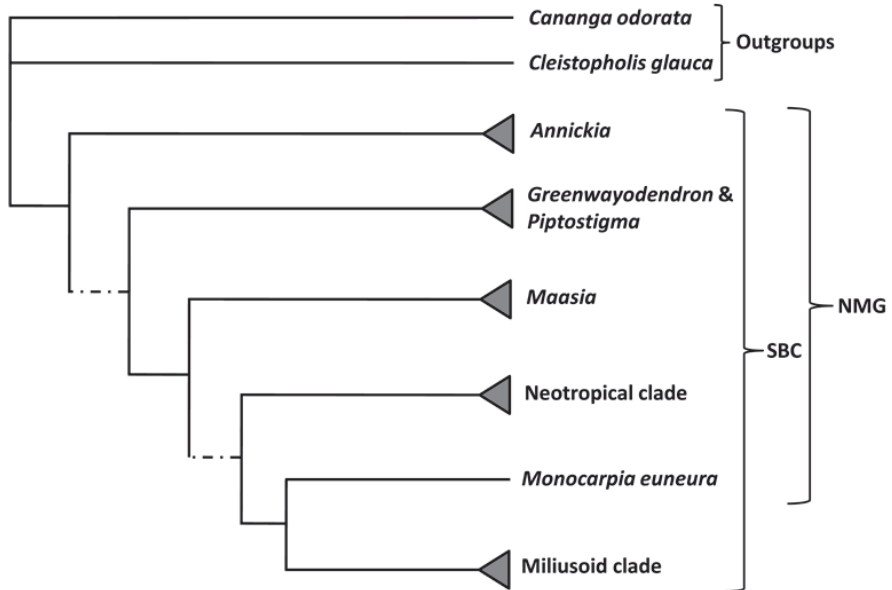 Cananga odorata
Outgroups
Cleistopholis glauca
Annickia
Greenwayodendron &
Piptostigma
Maasia
NMG
SBC
Neotropical clade
Monocarpia euneura
Miliusoid clade